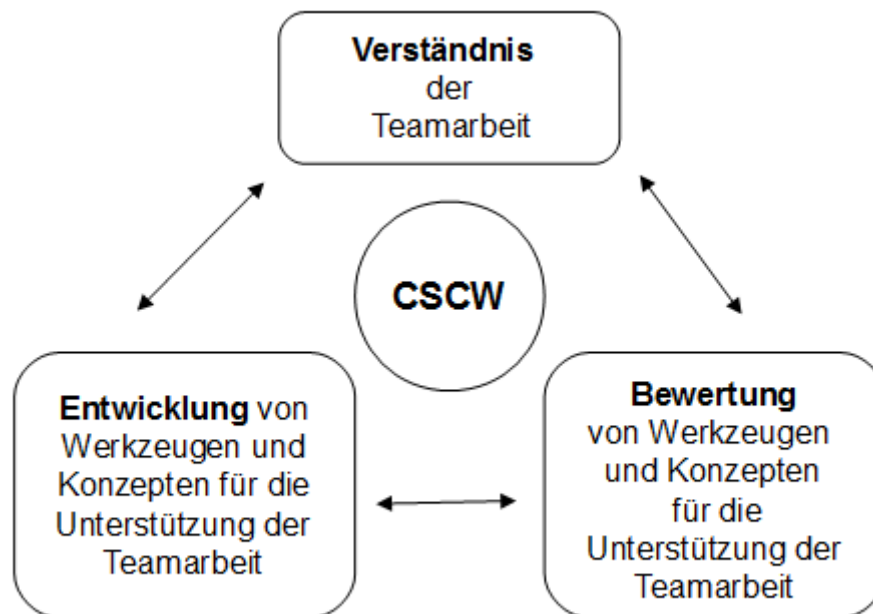 Verständnis
der
Teamarbeit
CSCW
Entwicklung von
Werkzeugen und
Konzepten für die
Unterstützung der
Teamarbeit
Bewertung
von Werkzeugen
und Konzepten
für die
Unterstützung der
Teamarbeit